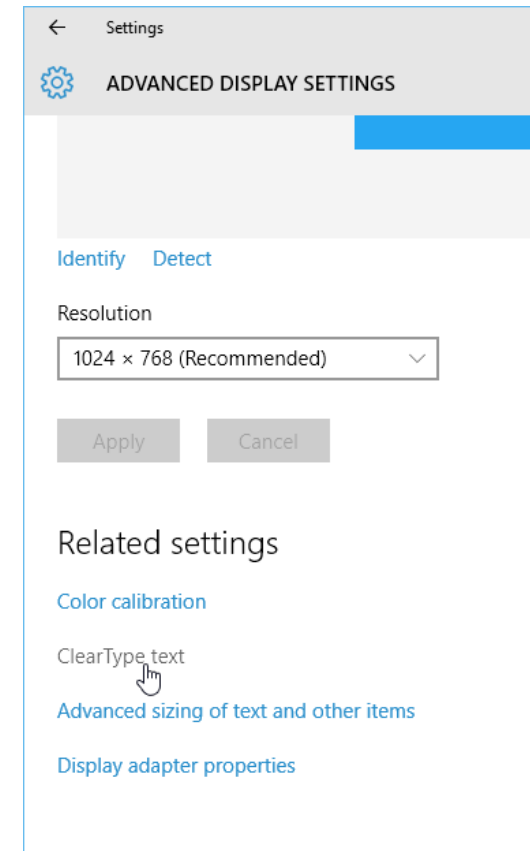 Settings
ADVANCED DISPLAY SETTINGS
Identify Detect
Resolution
1024 × 768 (Recommended)
Apply Cancel
Related settings
Color calibration
ClearType text
Advanced sizing of text and other items
Display adapter properties